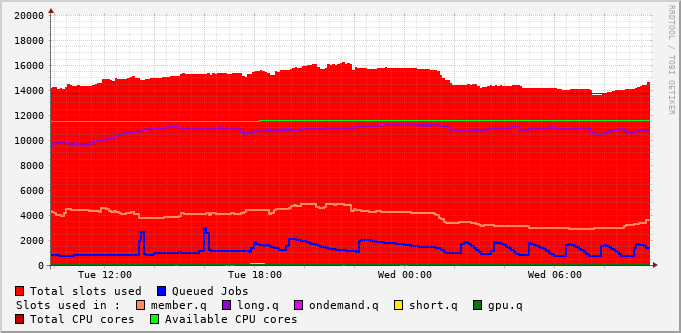 RRDTOOL / TOBI OETIKER
20000
18000
16000
14000
12000
10000
8000
6000
4000
2000
0
Tue 12:00 Tue 18:00 Wed 00:00 Wed 06:00
Total slots used Queued Jobs
Slots used in : member.q long.q ondemand.q short.q gpu.q
Total CPU cores Available CPU cores